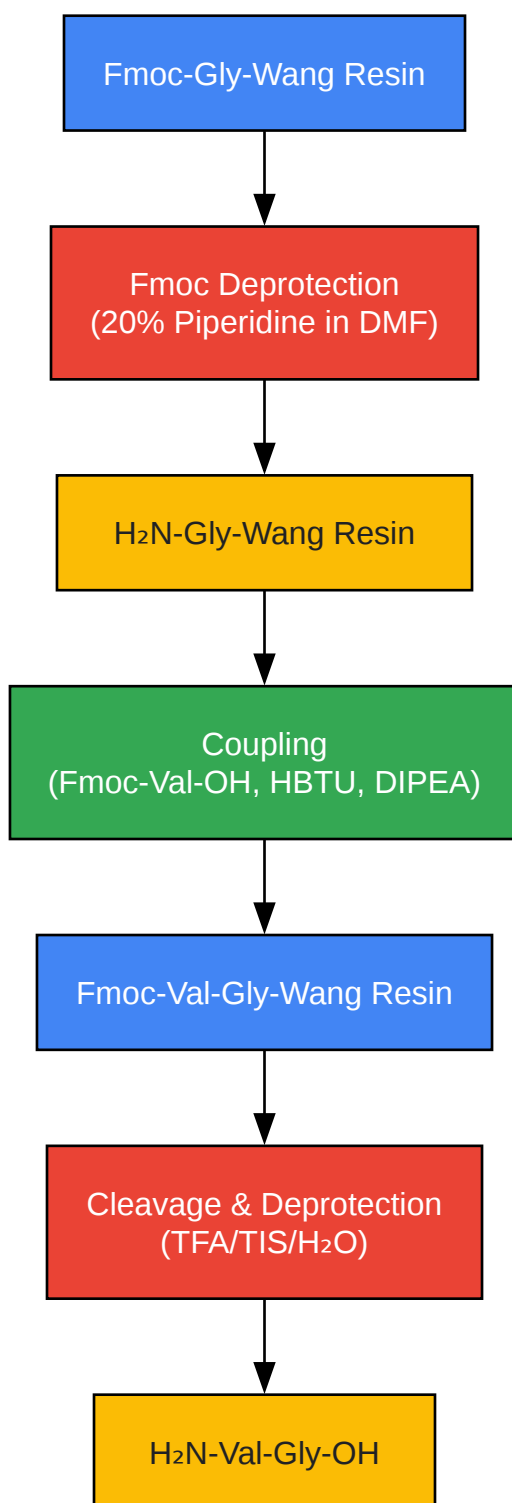 Fmoc-Gly-Wang Resin
Fmoc Deprotection
(20% Piperidine in DMF)
H₂N-Gly-Wang Resin
Coupling
(Fmoc-Val-OH, HBTU, DIPEA)
Fmoc-Val-Gly-Wang Resin
Cleavage & Deprotection
(TFA/TIS/H₂O)
H₂N-Val-Gly-OH